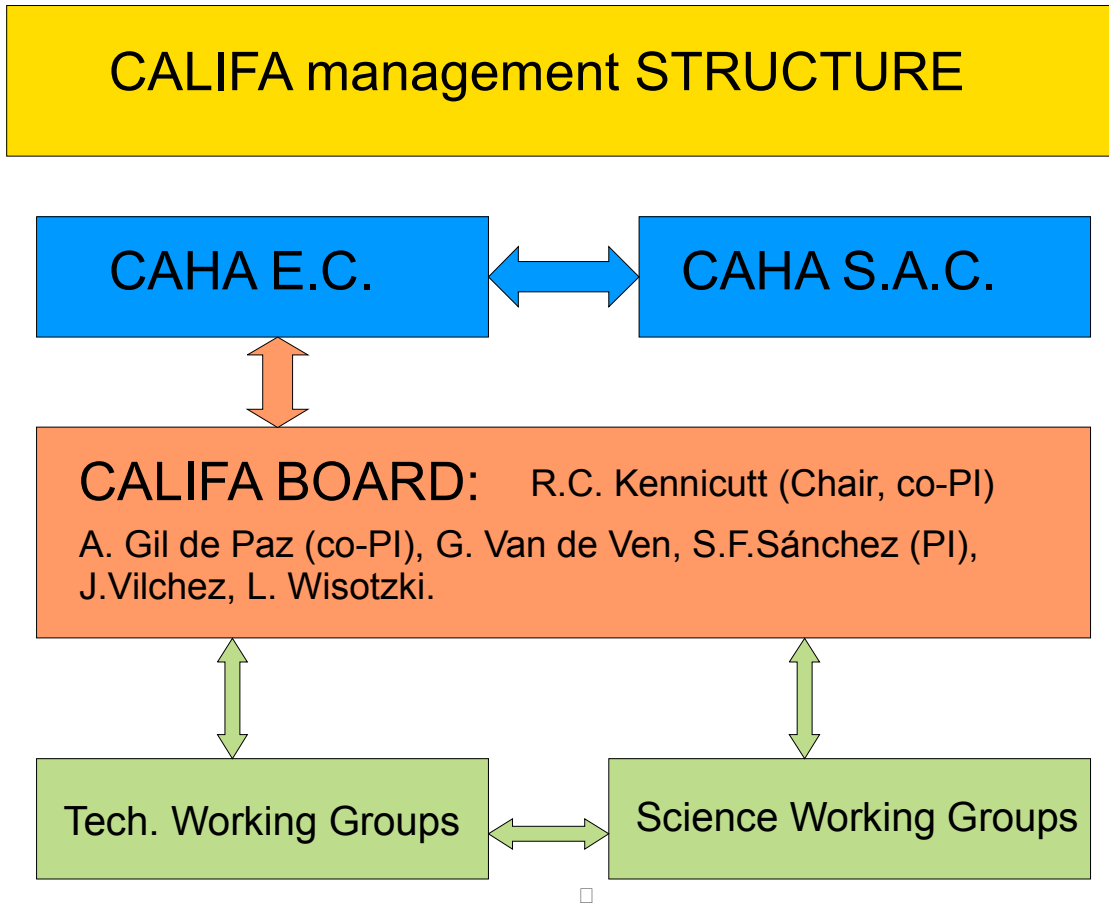 CALIFA management STRUCTURE
CAHA E.C.
CAHA S.A.C.
CALIFA BOARD: R.C. Kennicutt (Chair, co-PI)
A. Gil de Paz (co-PI), G. Van de Ven, S.F.Sánchez (PI),
J.Vilchez, L. Wisotzki.
Tech. Working Groups
Science Working Groups